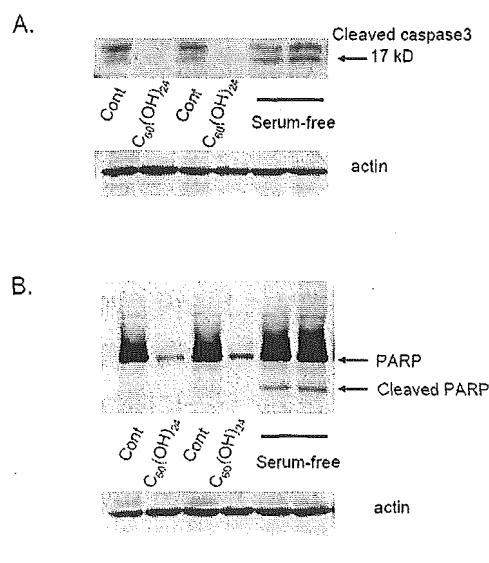 A.
Cleaved caspase3
17 kD
Cont
C60(OH)24
Cont
C60(OH)24
Serum-free
actin
B.
PARP
Cleaved PARP
Cont
C60(OH)24
Cont
C60(OH)24
Serum-free
actin